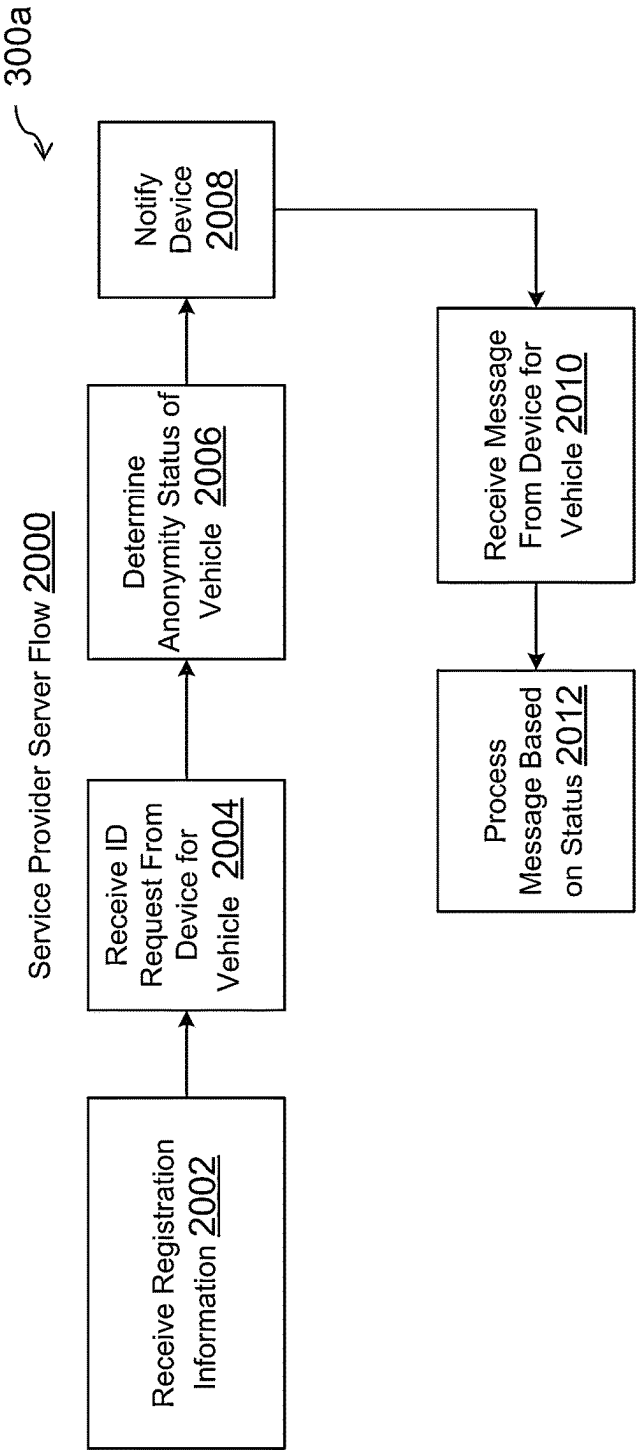 300a
Service Provider Server Flow 2000
Receive Registration
Information 2002
Receive ID
Request From
Device for
Vehicle 2004
Determine
Anonymity Status of
Vehicle 2006
Notify
Device
2008
Receive Message
From Device for
Vehicle 2010
Process
Message Based
on Status 2012